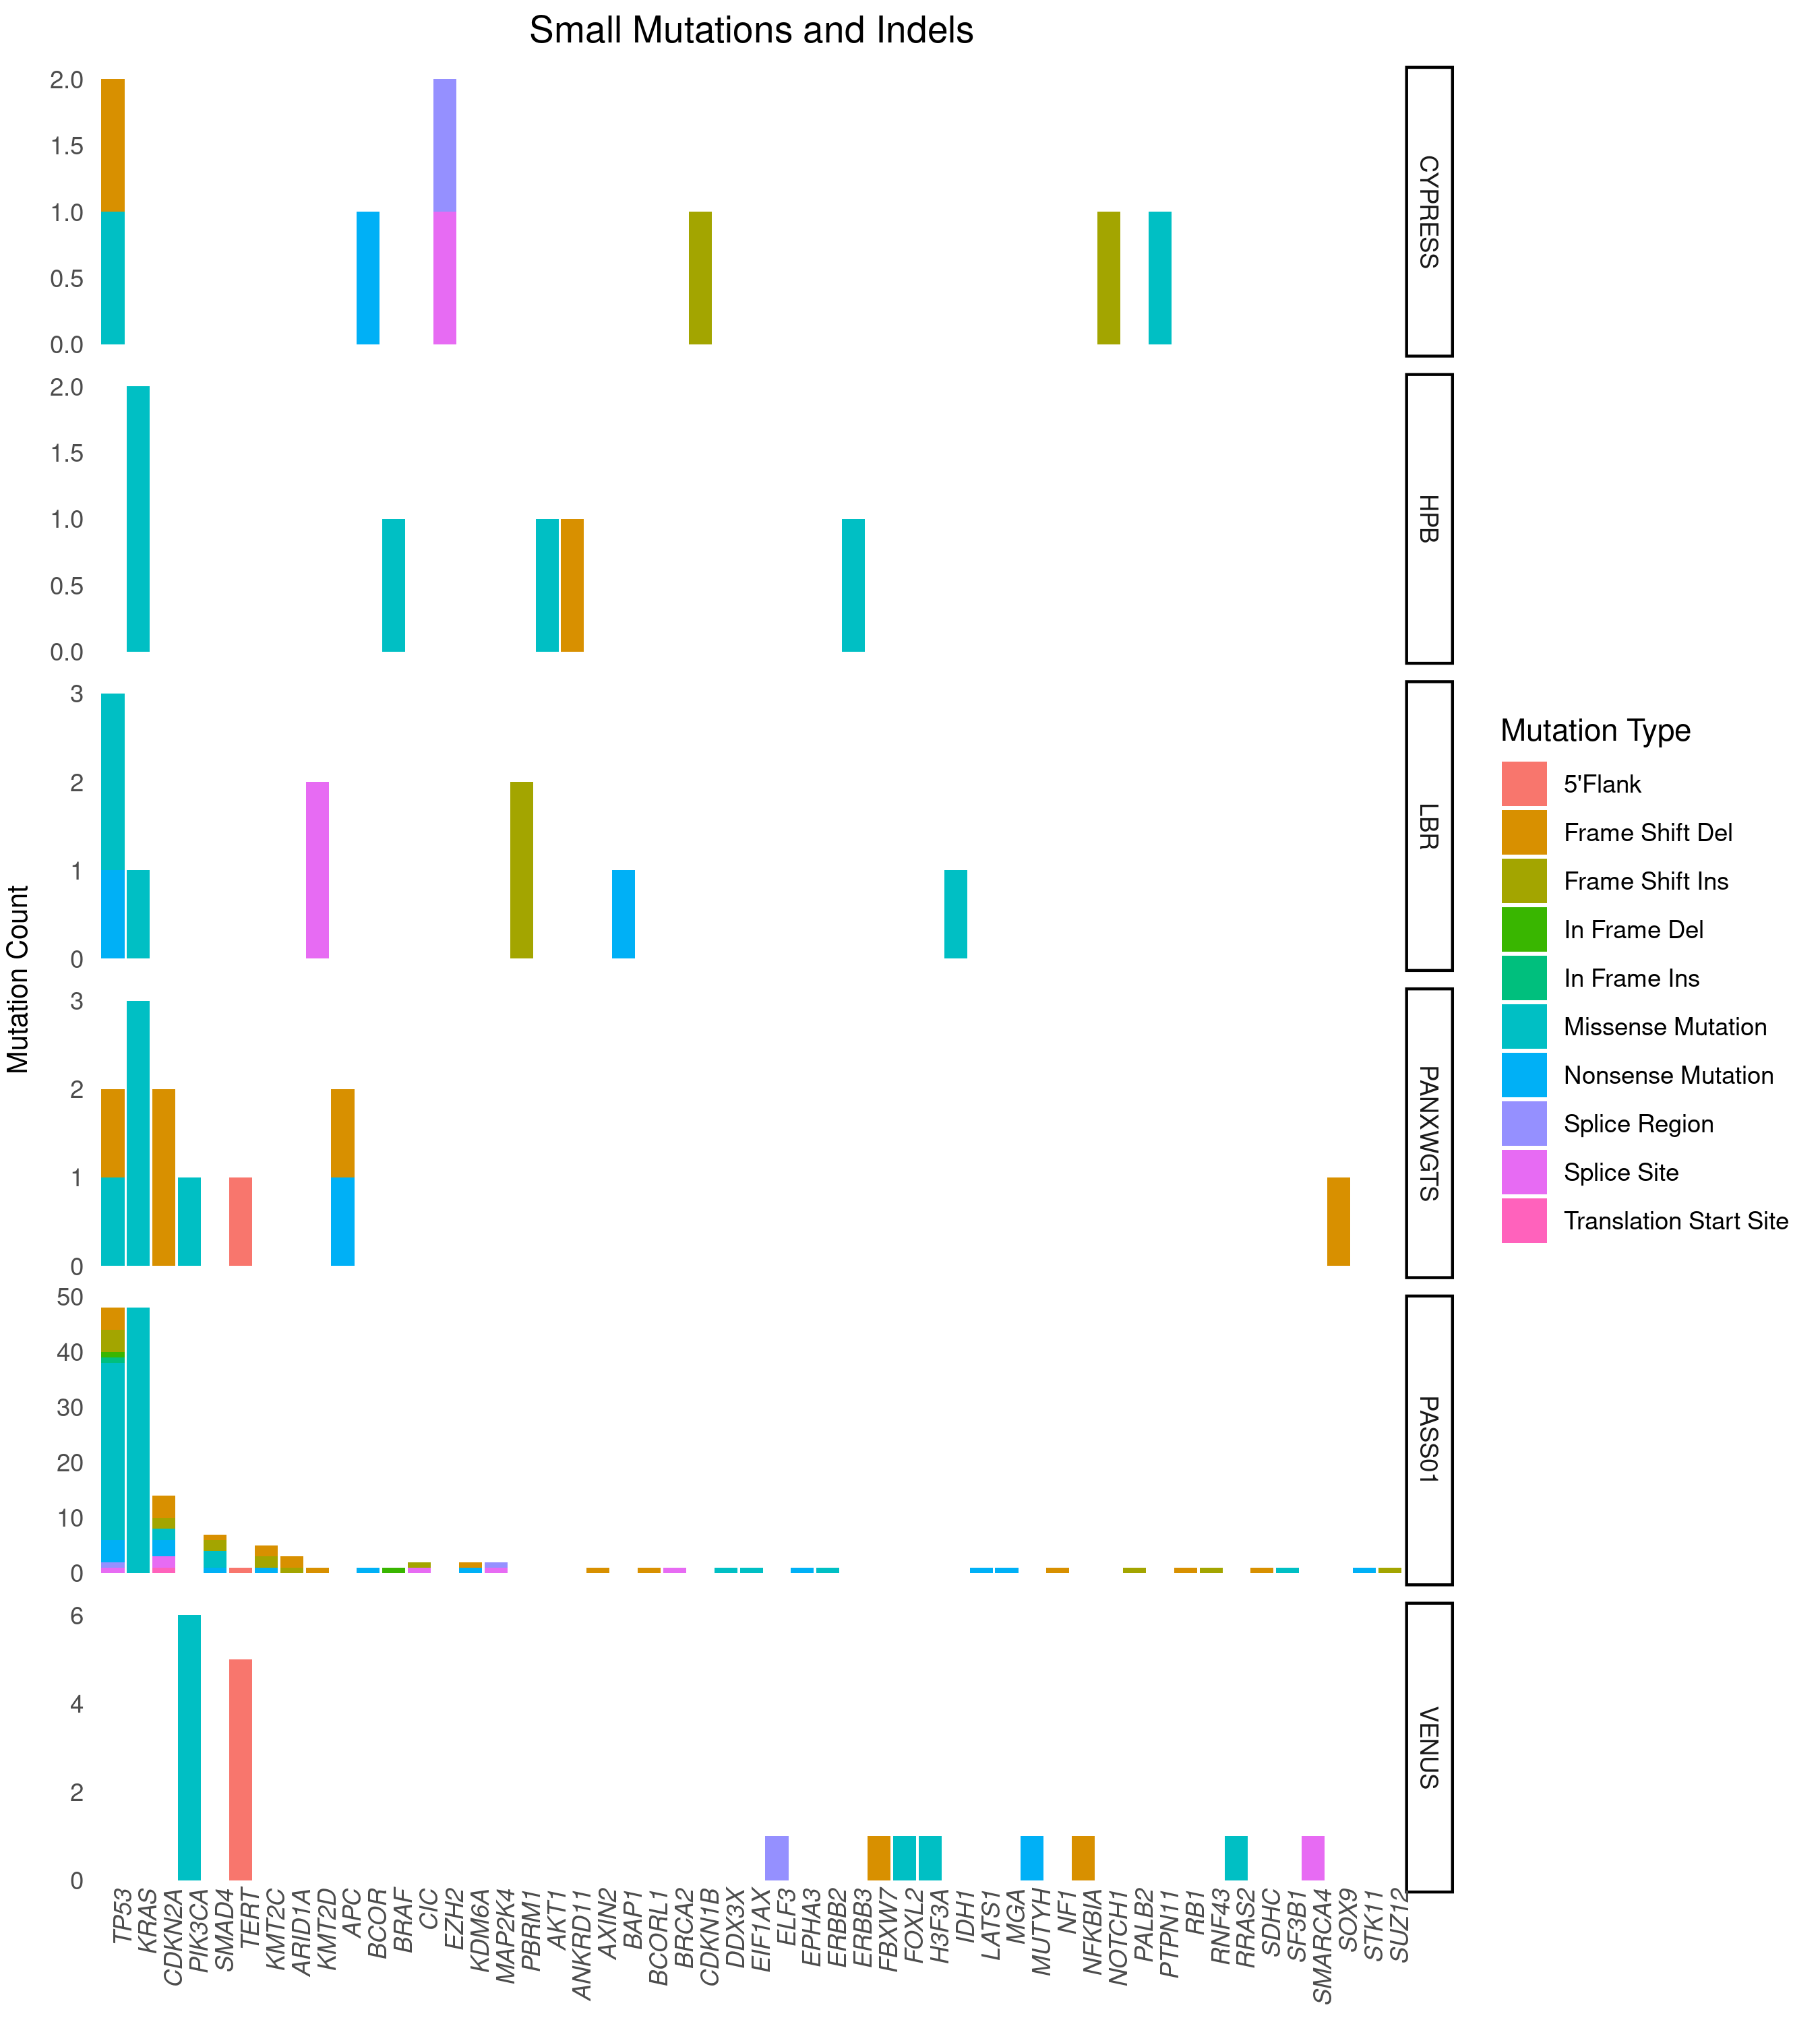 Small Mutations and Indels
Mutation Count
2.0
1.5
1.0
0.5
0.0
CYPRESS
2.0
1.5
1.0
0.5
0.0
HPB
3
2
1
0
LBR
3
2
1
0
PANXWGTS
50
40
30
20
10
0
PASS01
6
4
2
0
VENUS
TP53
KRAS
CDKN2A
PIK3CA
SMAD4
TERT
KMT2C
ARID1A
KMT2D
APC
BCOR
BRAF
CIC
EZH2
KDM6A
MAP2K4
PBRM1
AKT1
ANKRD11
AXIN2
BAP1
BCORL1
BRCA2
CDKN1B
DDX3X
EIF1AX
ELF3
EPHA3
ERBB2
ERBB3
FBXW7
FOXL2
H3F3A
IDH1
LATS1
MGA
MUTYH
NF1
NFKBIA
NOTCH1
PALB2
PTPN11
RB1
RNF43
RRAS2
SDHC
SF3B1
SMARCA4
SOX9
STK11
SUZ12
Mutation Type
5'Flank
Frame Shift Del
Frame Shift Ins
In Frame Del
In Frame Ins
Missense Mutation
Nonsense Mutation
Splice Region
Splice Site
Translation Start Site